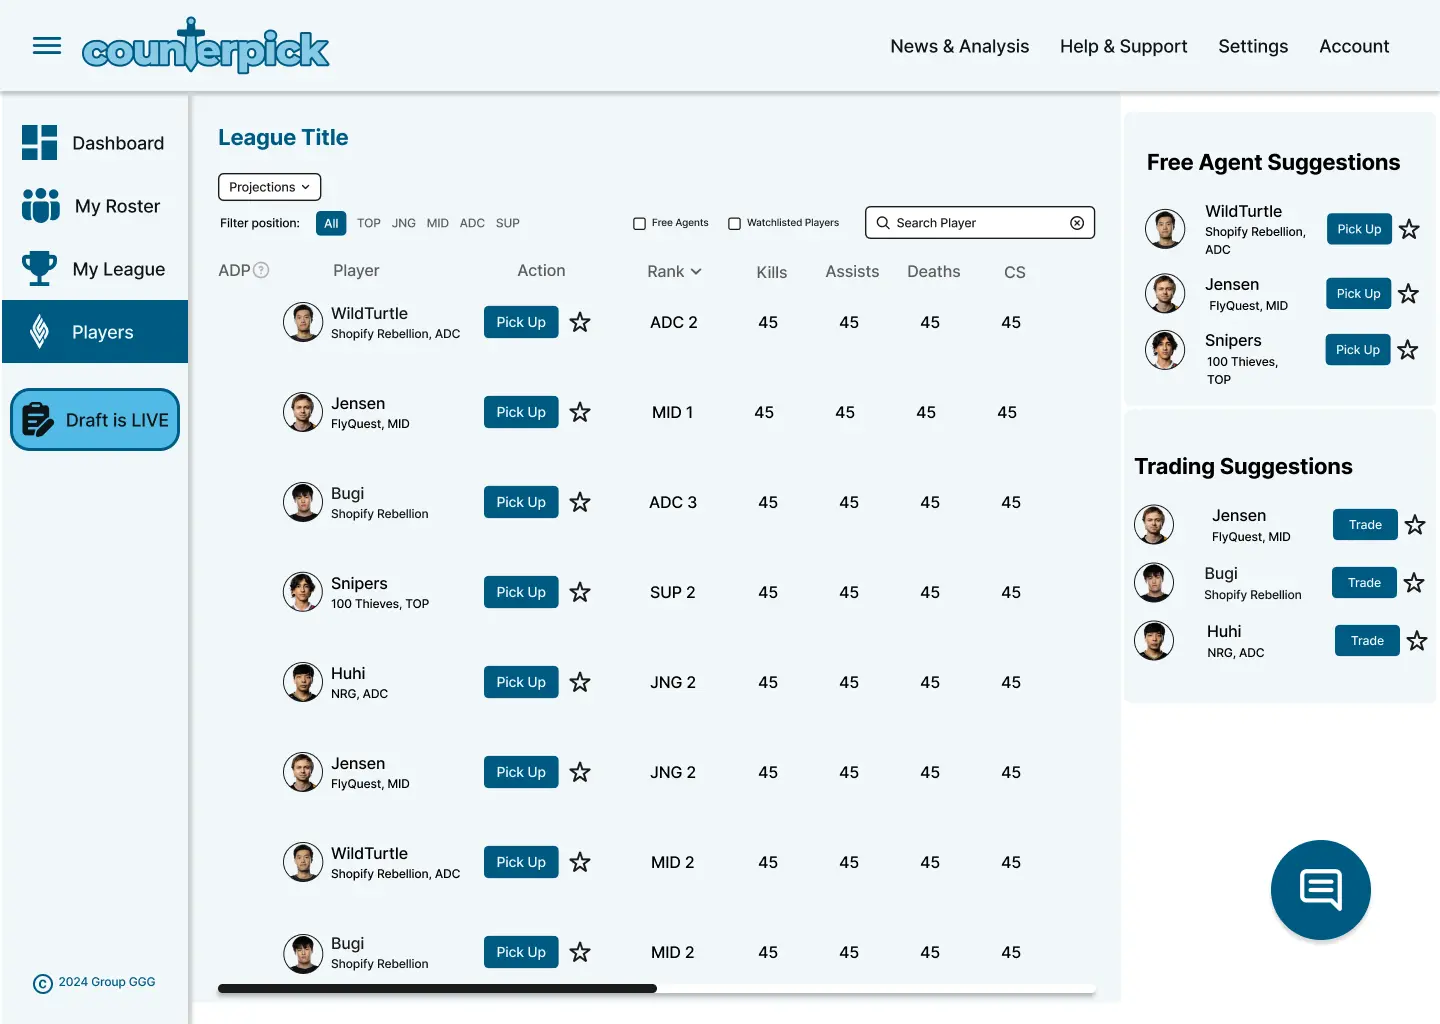 counterpick
News & Analysis
Help & Support
Settings
Account
Dashboard
My Roster
My League
Players
Draft is LIVE
2024 Group GGG
League Title
Projections
Filter position:
All
TOP
JNG
MID
ADC
SUP
Free Agents
Watchlisted Players
Search Player
ADP
Player
Action
Rank
Kills
Assists
Deaths
CS
WildTurtle
Shopify Rebellion, ADC
Pick Up
ADC 2
45
45
45
45
Jensen
FlyQuest, MID
Pick Up
MID 1
45
45
45
45
Bugi
Shopify Rebellion
Pick Up
ADC 3
45
45
45
45
Snipers
100 Thieves, TOP
Pick Up
SUP 2
45
45
45
45
Huhi
NRG, ADC
Pick Up
JNG 2
45
45
45
45
Jensen
FlyQuest, MID
Pick Up
JNG 2
45
45
45
45
WildTurtle
Shopify Rebellion, ADC
Pick Up
MID 2
45
45
45
45
Bugi
Shopify Rebellion
Pick Up
MID 2
45
45
45
45
Free Agent Suggestions
WildTurtle
Shopify Rebellion,
ADC
Pick Up
Jensen
FlyQuest, MID
Pick Up
Snipers
100 Thieves,
TOP
Pick Up
Trading Suggestions
Jensen
FlyQuest, MID
Trade
Bugi
Shopify Rebellion
Trade
Huhi
NRG, ADC
Trade